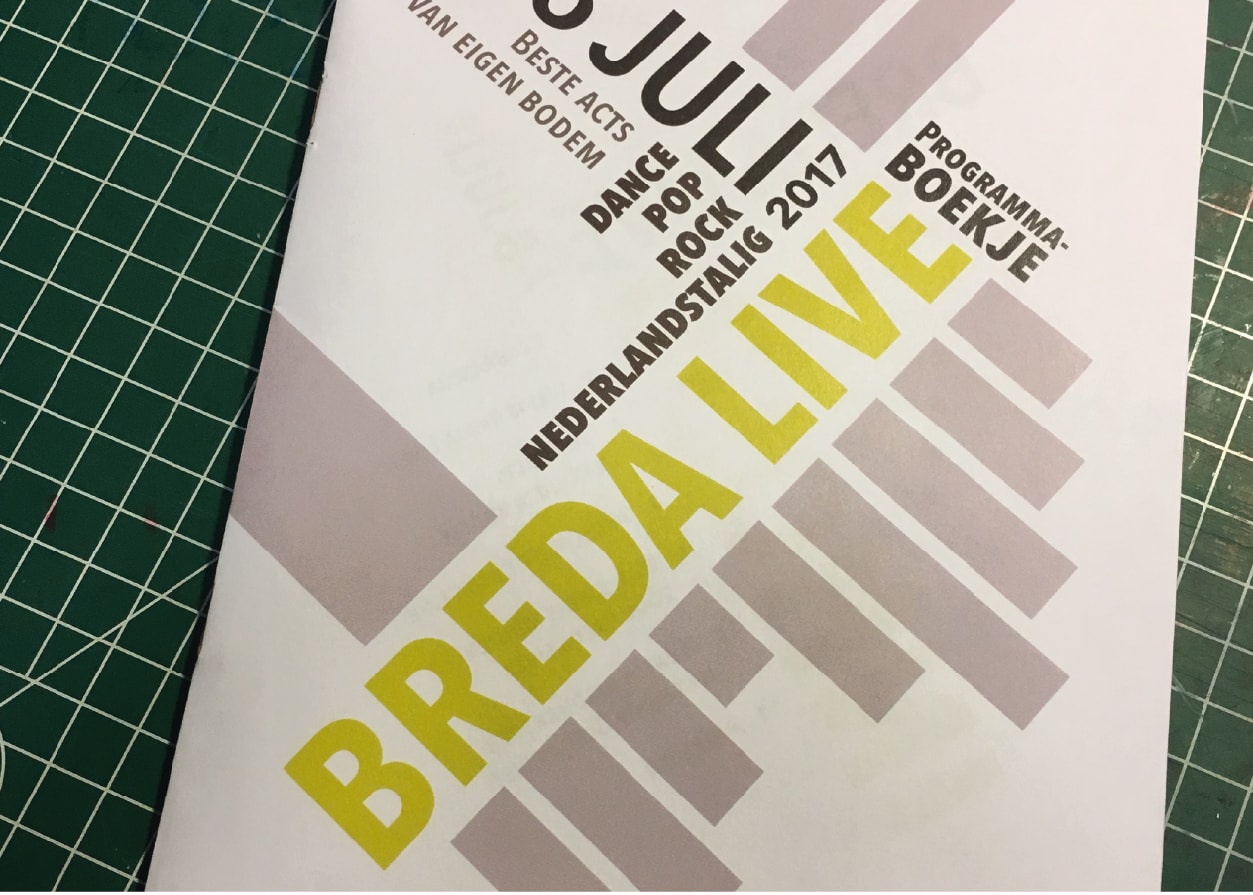 JULI
BESTE ACTS
VAN EIGEN BODEM
DANCE
POP
ROCK
NEDERLANDSTALIG 2017
BREDA LIVE
PROGRAMMA-
BOEKJE